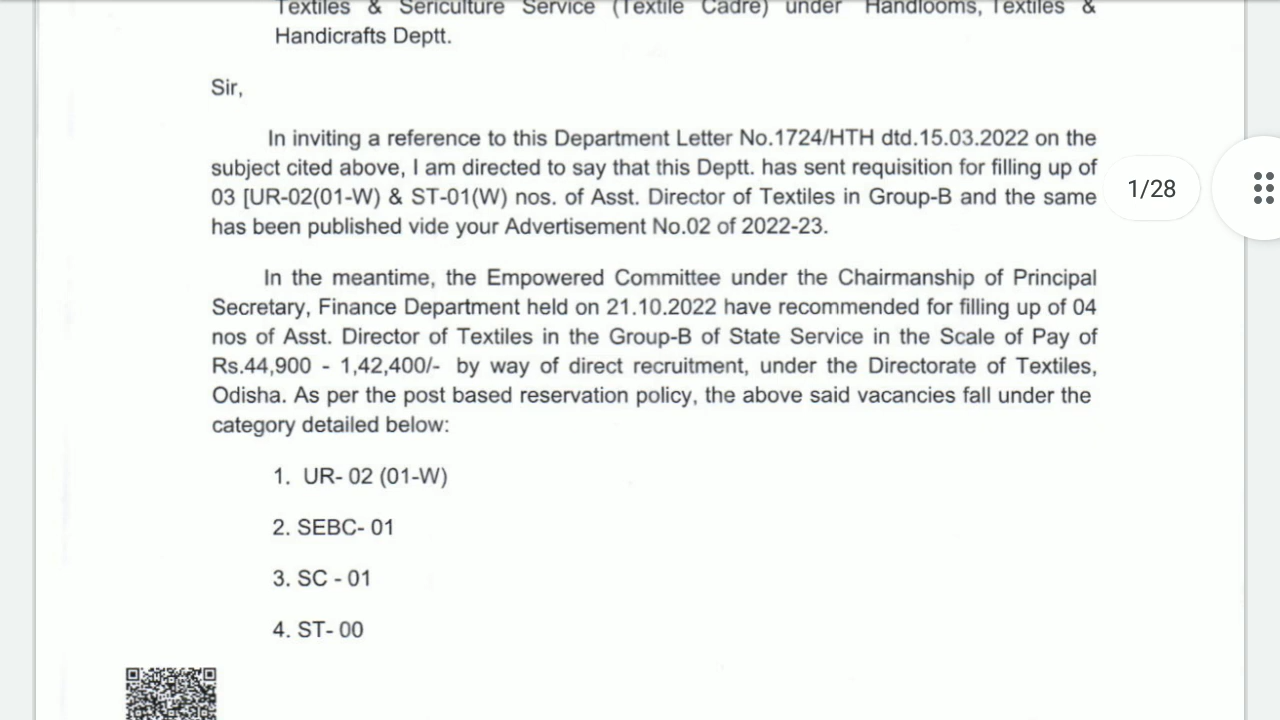 Textiles & Sericulture Service (Textile Cadre) under Handlooms, Textiles &
Handicrafts Deptt.
Sir,
In inviting a reference to this Department Letter No.1724/HTH dtd.15.03.2022 on the
subject cited above, I am directed to say that this Deptt. has sent requisition for filling up of
03 [UR-02(01-W) & ST-01(W) nos. of Asst. Director of Textiles in Group-B and the same
has been published vide your Advertisement No.02 of 2022-23.
1/28
In the meantime, the Empowered Committee under the Chairmanship of Principal
Secretary, Finance Department held on 21.10.2022 have recommended for filling up of 04
nos of Asst. Director of Textiles in the Group-B of State Service in the Scale of Pay of
Rs.44,900 - 1,42,400/- by way of direct recruitment, under the Directorate of Textiles,
Odisha. As per the post based reservation policy, the above said vacancies fall under the
category detailed below:
1. UR- 02 (01-W)
2. SEBC- 01
3. SC - 01
4. ST- 00